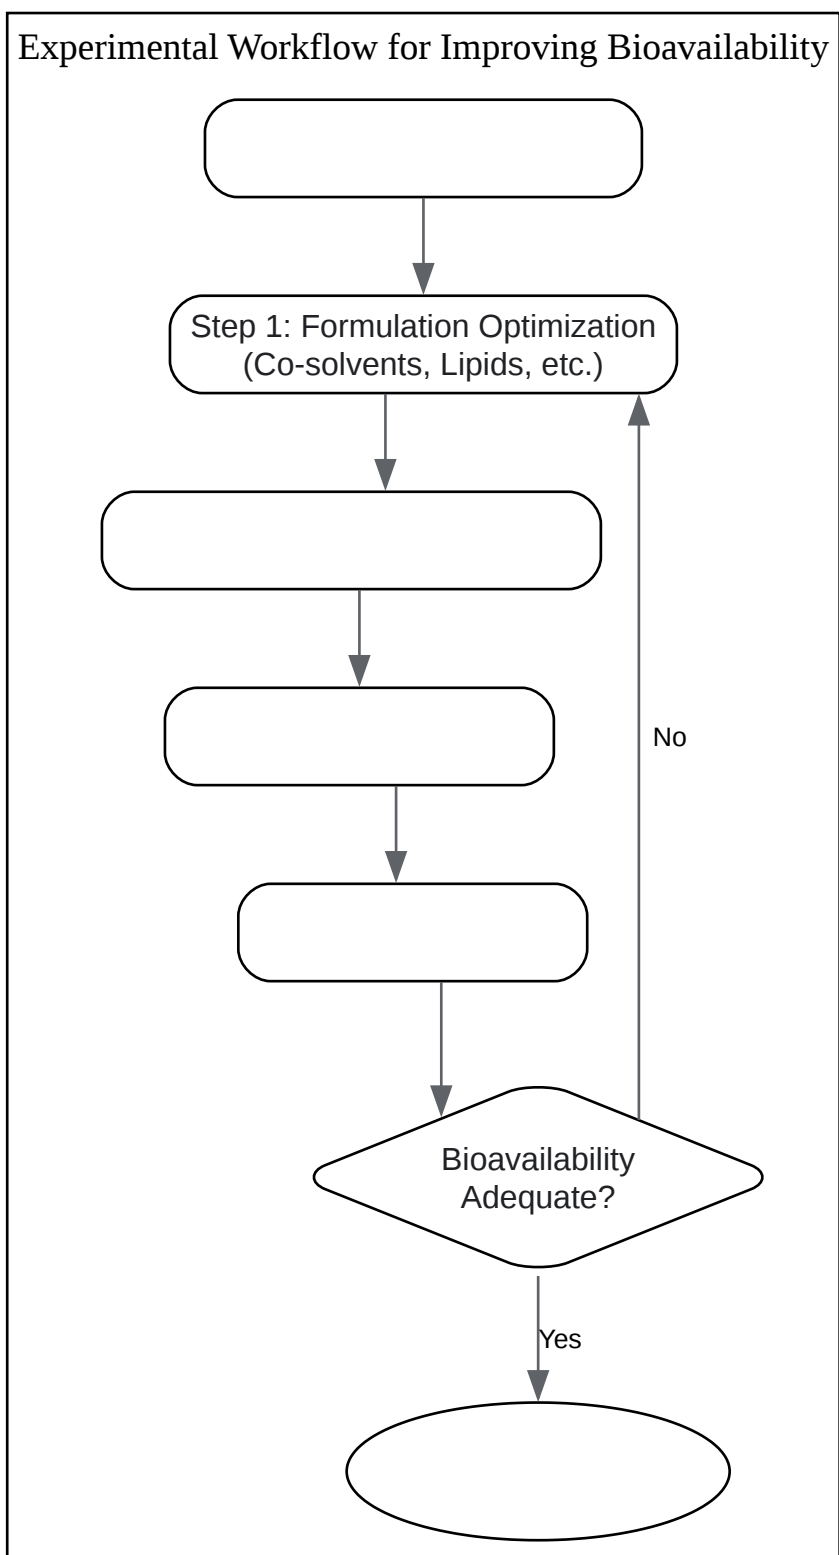 Experimental Workflow for Improving Bioavailability
Step 1: Formulation Optimization
(Co-solvents, Lipids, etc.)
No
Bioavailability
Adequate?
Yes